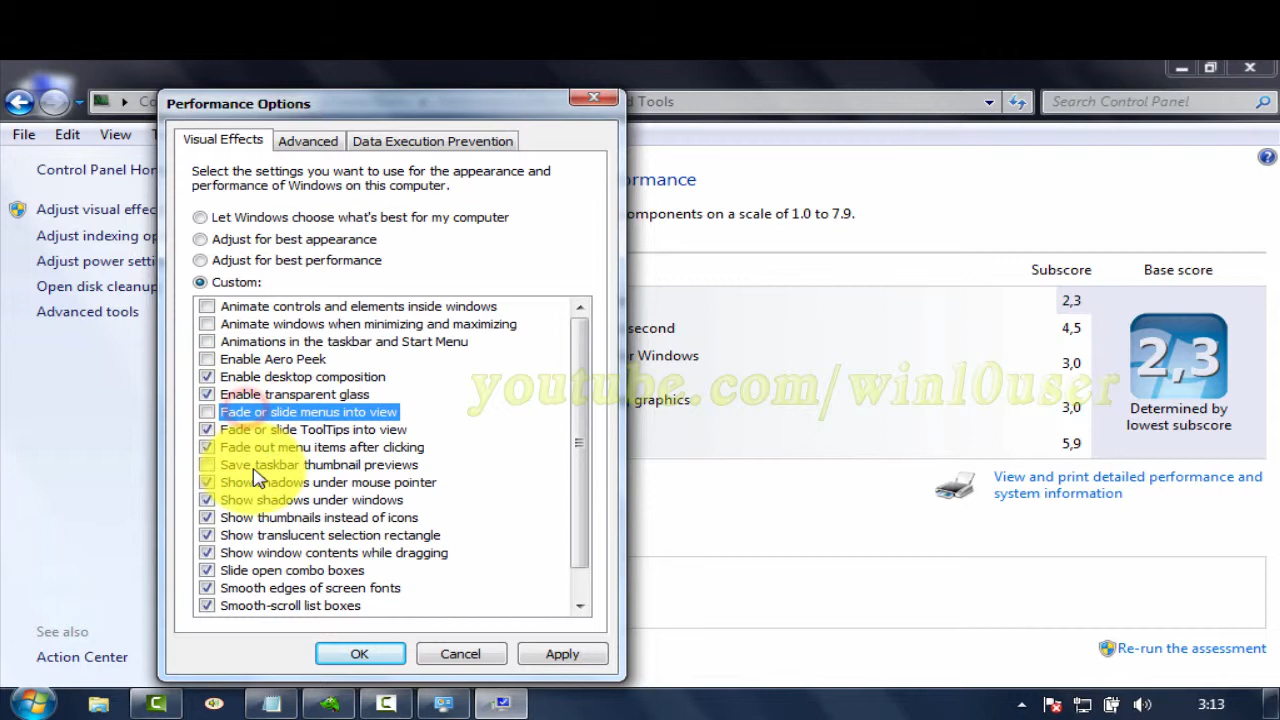 Performance Options
d Tools
Search Control Panel
File
Edit
View
Control Panel Hom
Adjust visual effec
Adjust indexing op
Adjust power setti
Open disk cleanup
Advanced tools
See also
Action Center
Visual Effects
Advanced
Data Execution Prevention
Select the settings you want to use for the appearance and
performance of Windows on this computer.
Let Windows choose what's best for my computer
Adjust for best appearance
Adjust for best performance
Custom:
Animate controls and elements inside windows
Animate windows when minimizing and maximizing
Animations in the taskbar and Start Menu
Enable Aero Peek
Enable desktop composition
Enable transparent glass
Fade or slide menus into view
Fade or slide ToolTips into view
Fade out menu items after clicking
Save taskbar thumbnail previews
Show shadows under mouse pointer
Show shadows under windows
Show thumbnails instead of icons
Show translucent selection rectangle
Show window contents while dragging
Slide open combo boxes
Smooth edges of screen fonts
Smooth-scroll list boxes
OK
Cancel
Apply
rmance
omponents on a scale of 1.0 to 7.9.
Subscore
Base score
2,3
second
4,5
r Windows
3,0
graphics
3,0
5,9
2,3
Determined by
lowest subscore
youtube.com/win10user
View and print detailed performance and
system information
Re-run the assessment
3:13